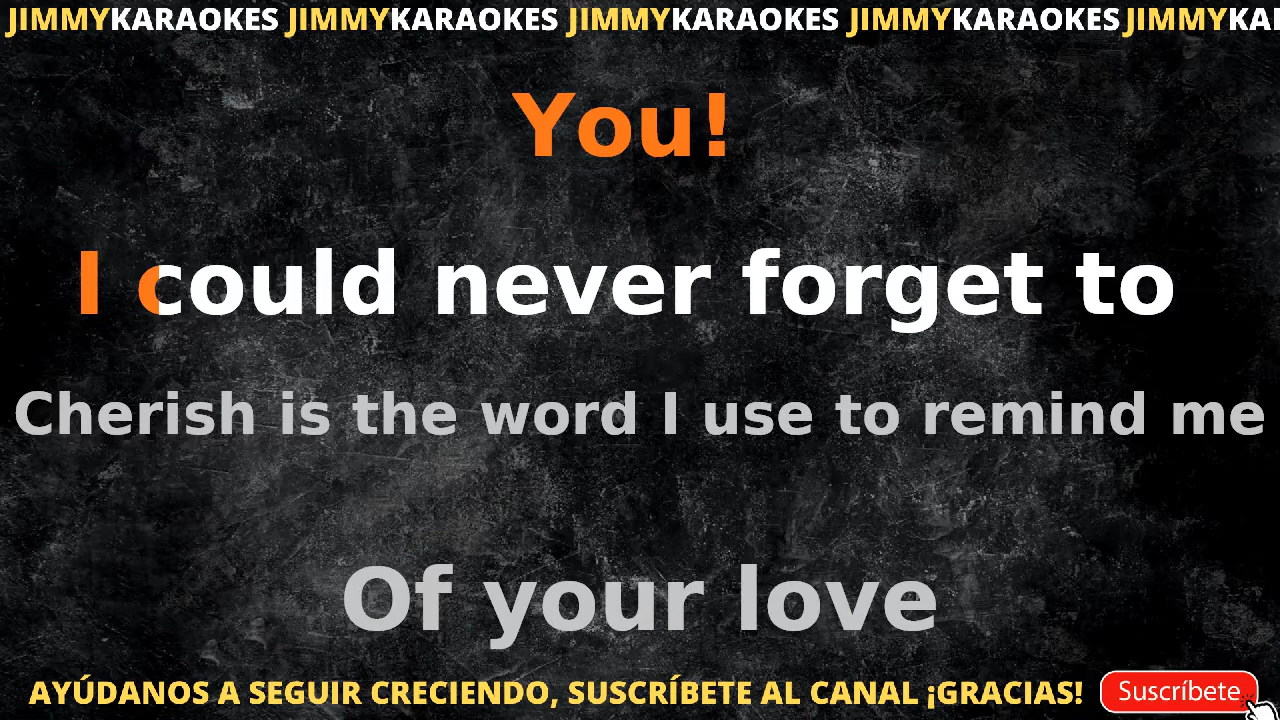 JIMMYKARAOKES JIMMYKARAOKES JIMMYKARAOKES JIMMYKARAOKES JIMMYKA
You!
I could never forget to
Cherish is the word I use to remind me
Of your love
AYÚDANOS A SEGUIR CRECIENDO, SUSCRÍBETE AL CANAL ¡GRACIAS! Suscríbete